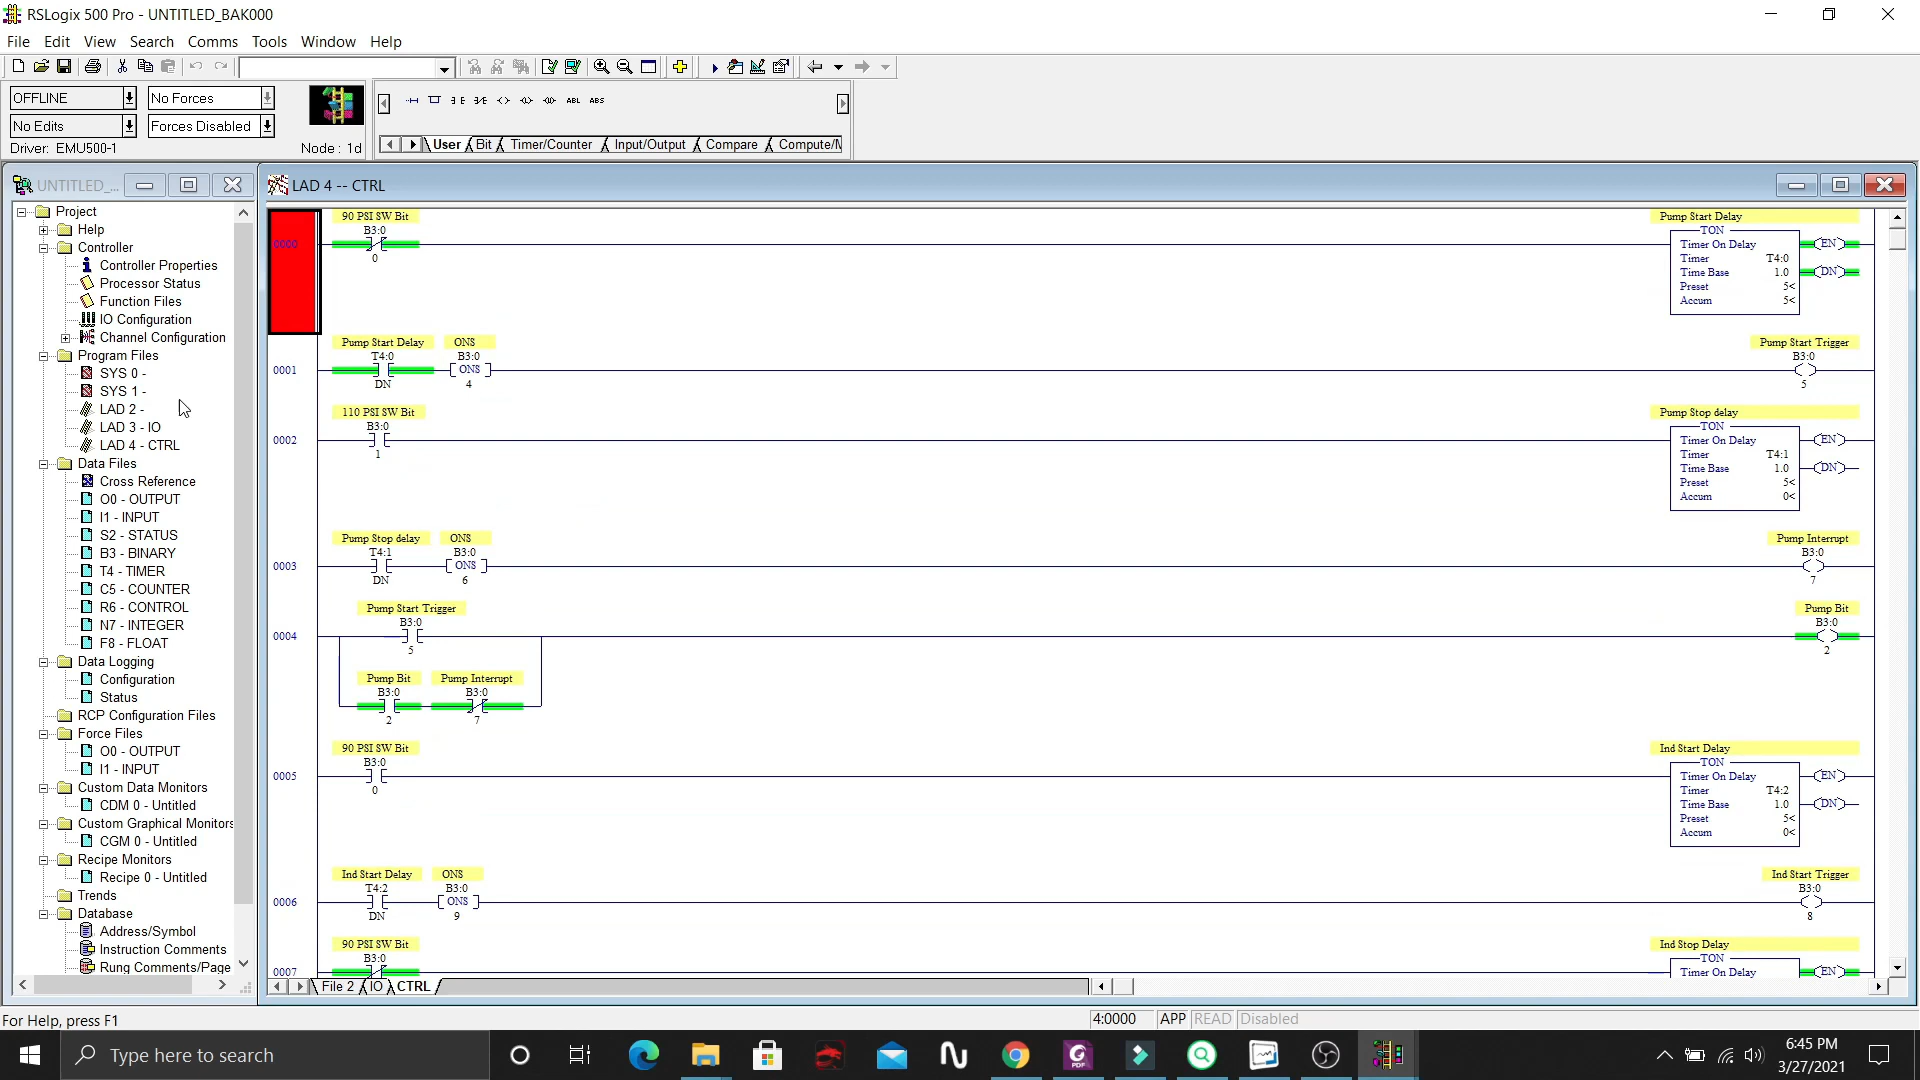 RSLogix 500 Pro - UNTITLED_BAK000
File Edit View Search Comms Tools Window Help
OFFLINE No Forces
No Edits Forces Disabled
Driver: EMU500-1 Node: 1d
ABL ABS
User Bit Timer/Counter Input/Output Compare Compute/M
UNTITLED_...
Project
Help
Controller
Controller Properties
Processor Status
Function Files
IO Configuration
Channel Configuration
Program Files
SYS 0 -
SYS 1 -
LAD 2 -
LAD 3 - IO
LAD 4 - CTRL
Data Files
Cross Reference
O0 - OUTPUT
I1 - INPUT
S2 - STATUS
B3 - BINARY
T4 - TIMER
C5 - COUNTER
R6 - CONTROL
N7 - INTEGER
F8 - FLOAT
Data Logging
Configuration
Status
RCP Configuration Files
Force Files
O0 - OUTPUT
I1 - INPUT
Custom Data Monitors
CDM 0 - Untitled
Custom Graphical Monitors
CGM 0 - Untitled
Recipe Monitors
Recipe 0 - Untitled
Trends
Database
Address/Symbol
Instruction Comments
Rung Comments/Page
LAD 4 -- CTRL
90 PSI SW Bit Pump Start Delay
B3:0 TON
0000 Timer On Delay EN
0 Timer T4:0
Time Base 1.0 DN
Preset 5<
Accum 5<
Pump Start Delay ONS Pump Start Trigger
T4:0 B3:0 B3:0
0001 ONS
DN 4 5
110 PSI SW Bit Pump Stop delay
B3:0 TON
0002 Timer On Delay EN
1 Timer T4:1
Time Base 1.0 DN
Preset 5<
Accum 0<
Pump Stop delay ONS Pump Interrupt
T4:1 B3:0 B3:0
0003 ONS
DN 6 7
Pump Start Trigger Pump Bit
B3:0 B3:0
0004
5 2
Pump Bit Pump Interrupt
B3:0 B3:0
2 7
90 PSI SW Bit Ind Start Delay
B3:0 TON
0005 Timer On Delay EN
0 Timer T4:2
Time Base 1.0 DN
Preset 5<
Accum 0<
Ind Start Delay ONS Ind Start Trigger
T4:2 B3:0 B3:0
0006 ONS
DN 9 8
90 PSI SW Bit Ind Stop Delay
B3:0 TON
0007 Timer On Delay EN
File 2 IO CTRL
For Help, press F1 4:0000 APP READ Disabled
Type here to search
PDF
6:45 PM
3/27/2021